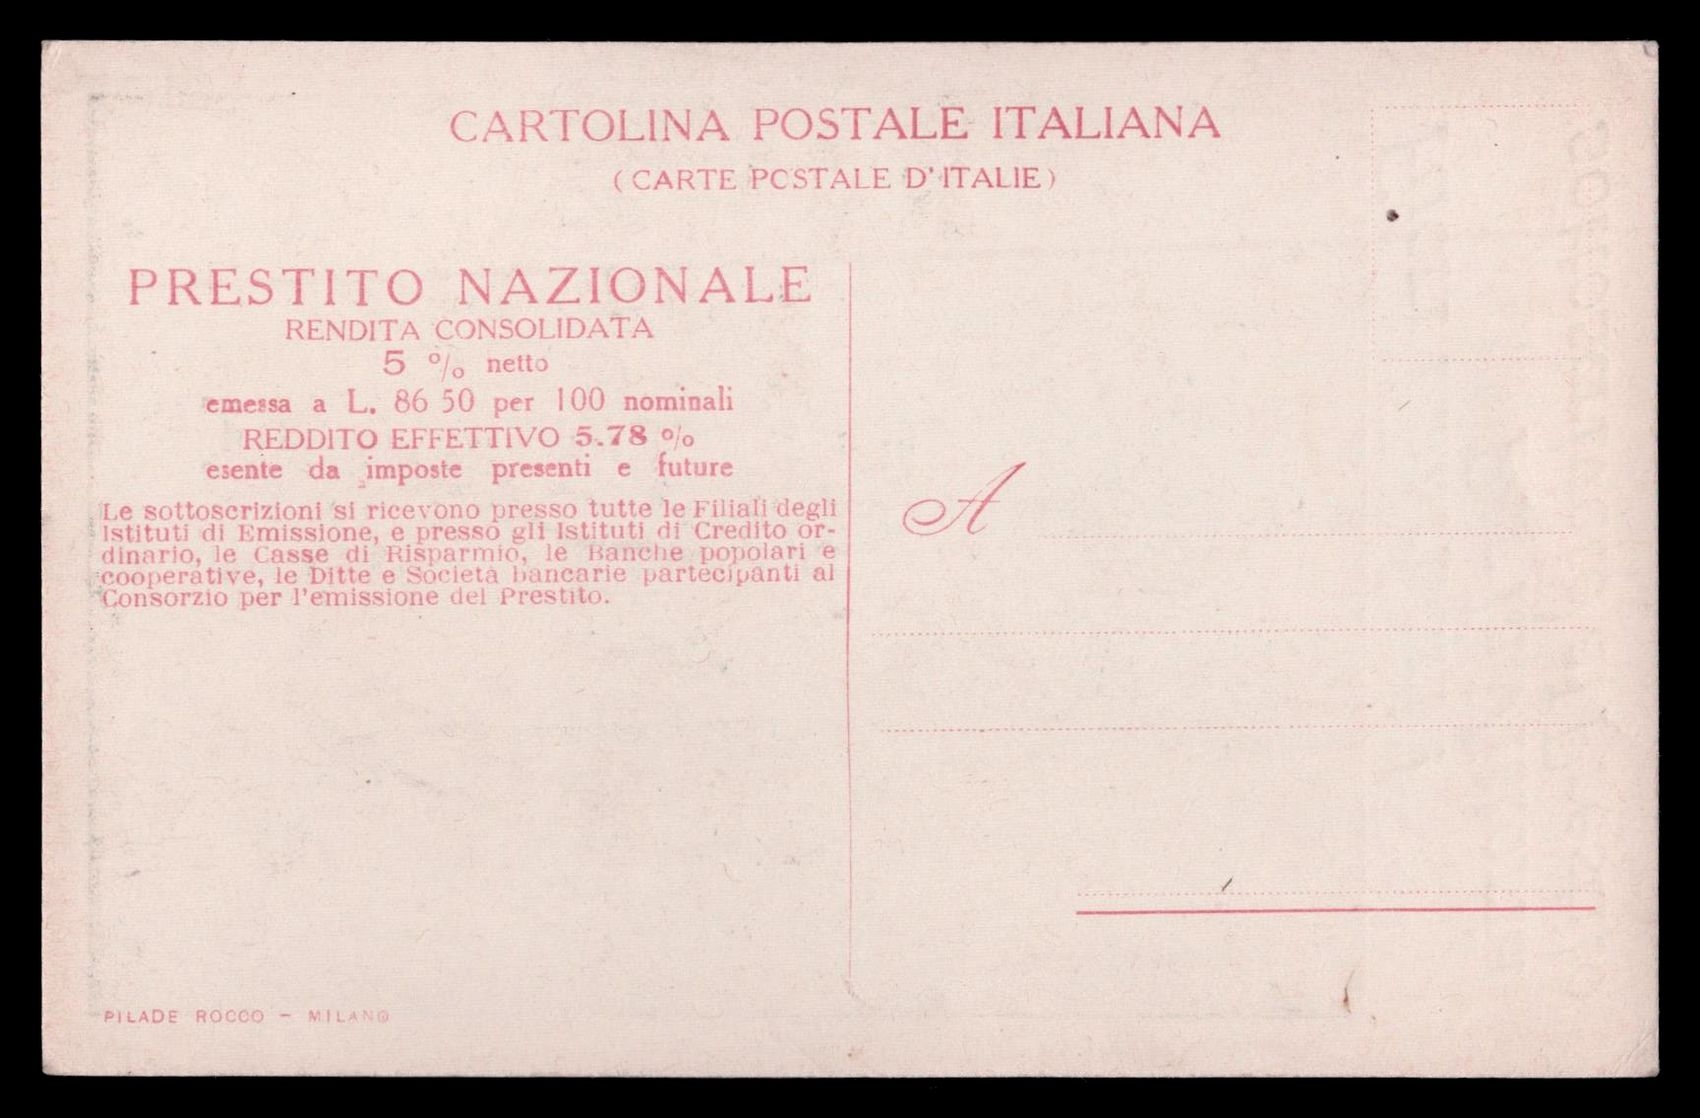 CARTOLINA POSTALE ITALIANA
(CARTE POSTALE D'ITALIE)
PRESTITO NAZIONALE
RENDITA CONSOLIDATA
5 % netto
emessa a L. 86 50 per 100 nominali
REDDITO EFFETTIVO 5.78 %
esente da imposte presenti e future
Le sottoscrizioni si ricevono presso tutte le Filiali degli
Istituti di Emissione, e presso gli Istituti di Credito or-
dinario, le Casse di Risparmio, le Banche popolari e
cooperative, le Ditte e Società bancarie partecipanti al
Consorzio per l'emissione del Prestito.
A
PILADE ROCCO - MILANO